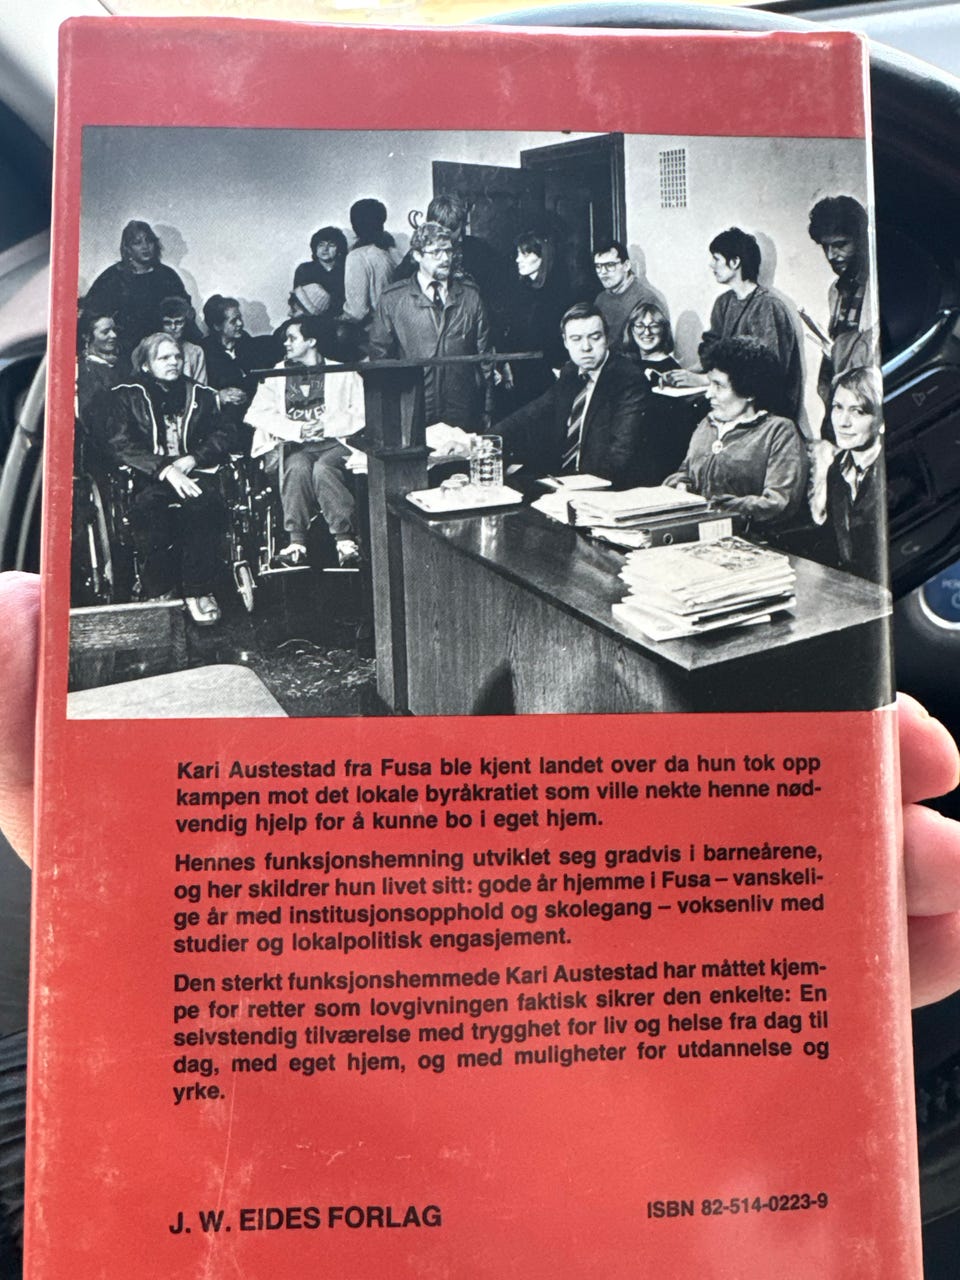 Kari Austestad fra Fusa ble kjent landet over da hun tok opp
kampen mot det lokale byråkratiet som ville nekte henne nød-
vendig hjelp for å kunne bo i eget hjem.
Hennes funksjonshemning utviklet seg gradvis i barneårene,
og her skildrer hun livet sitt: gode år hjemme i Fusa – vanskeli-
ge år med institusjonsopphold og skolegang – voksenliv med
studier og lokalpolitisk engasjement.
Den sterkt funksjonshemmede Kari Austestad har måttet kjem-
pe for retter som lovgivningen faktisk sikrer den enkelte: En
selvstendig tilværelse med trygghet for liv og helse fra dag til
dag, med eget hjem, og med muligheter for utdannelse og
yrke.
J. W. EIDES FORLAG
ISBN 82-514-0223-9